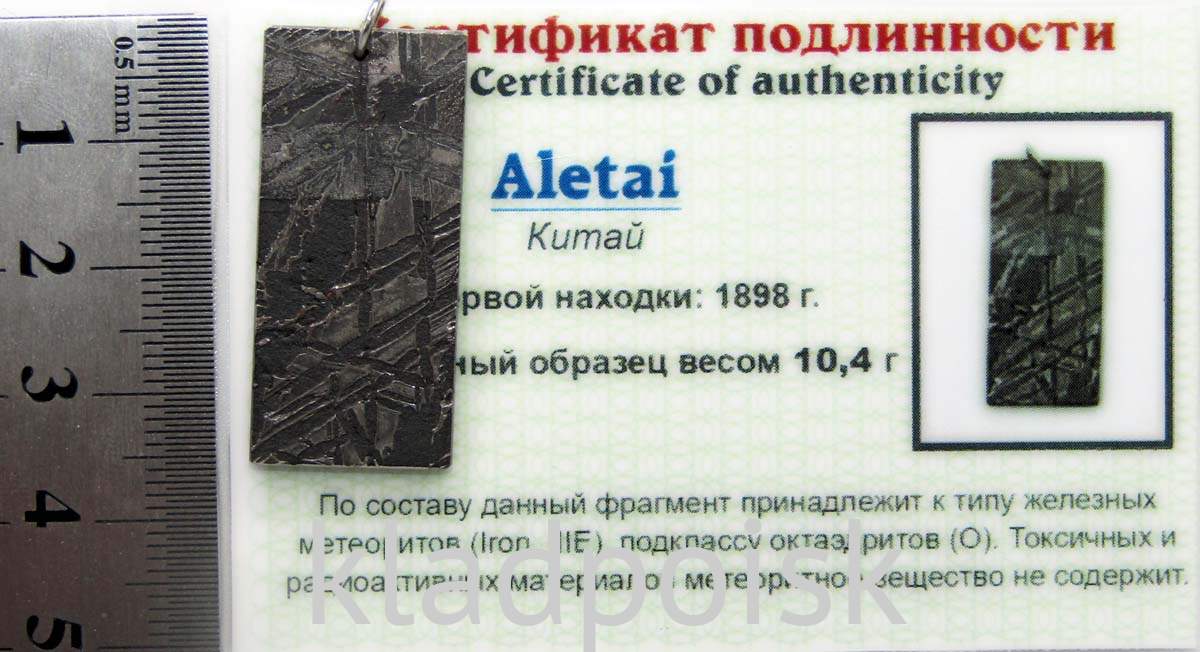 0.5 mm
1
2
3
4
5
ертификат подлинности
Certificate of authenticity
Aletai
Китай
рвой находки: 1898 г.
ный образец весом 10,4 г
По составу данный фрагмент принадлежит к типу железных
метеоритов (Iron IIIE), подклассу октаэдритов (O). Токсичных и
радиоактивных материалов метеоритное вещество не содержит.
kladpoisk